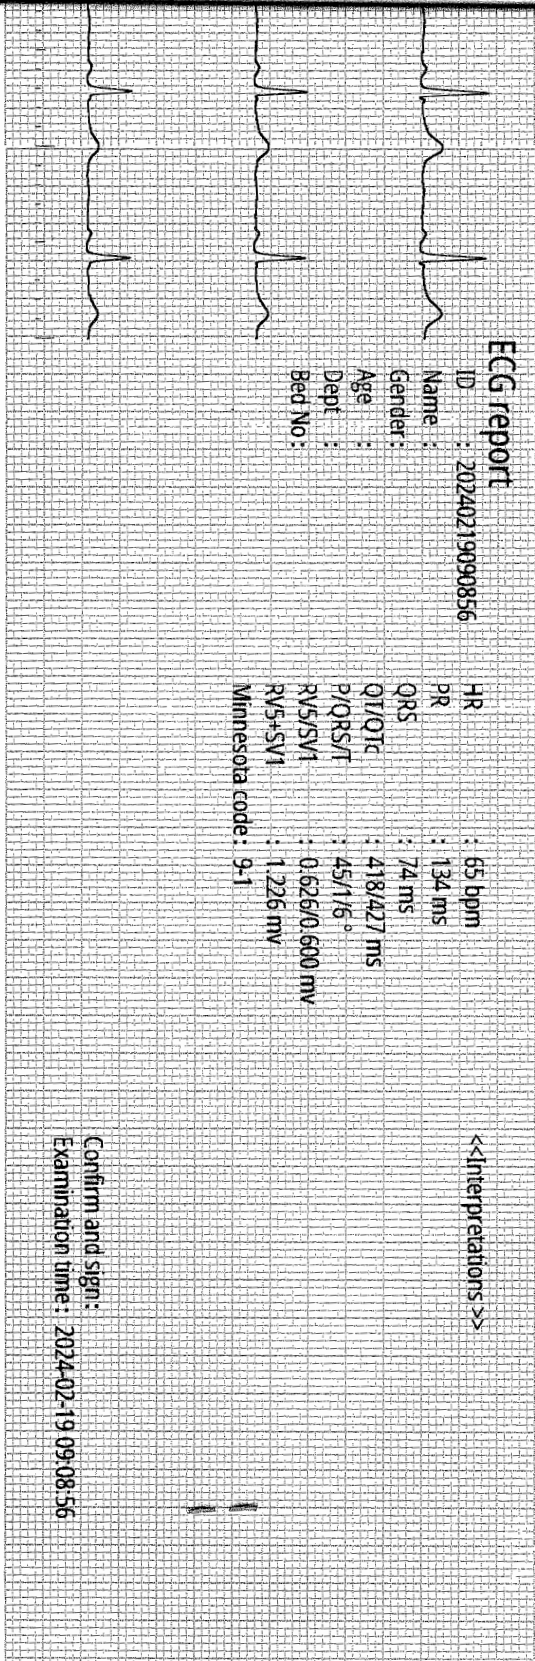 ECG report
ID : 20240219090856
Name :
Gender :
Age :
Dept :
Bed No :
HR : 65 bpm
PR : 134 ms
QRS : 74 ms
QT/QTc : 418/427 ms
P/QRS/T : 45/1/6 °
RV5/SV1 : 0.626/0.600 mv
RV5+SV1 : 1.226 mv
Minnesota code : 9-1
<<Interpretations >>
Confirm and sign :
Examination time : 2024-02-19 09:08:56